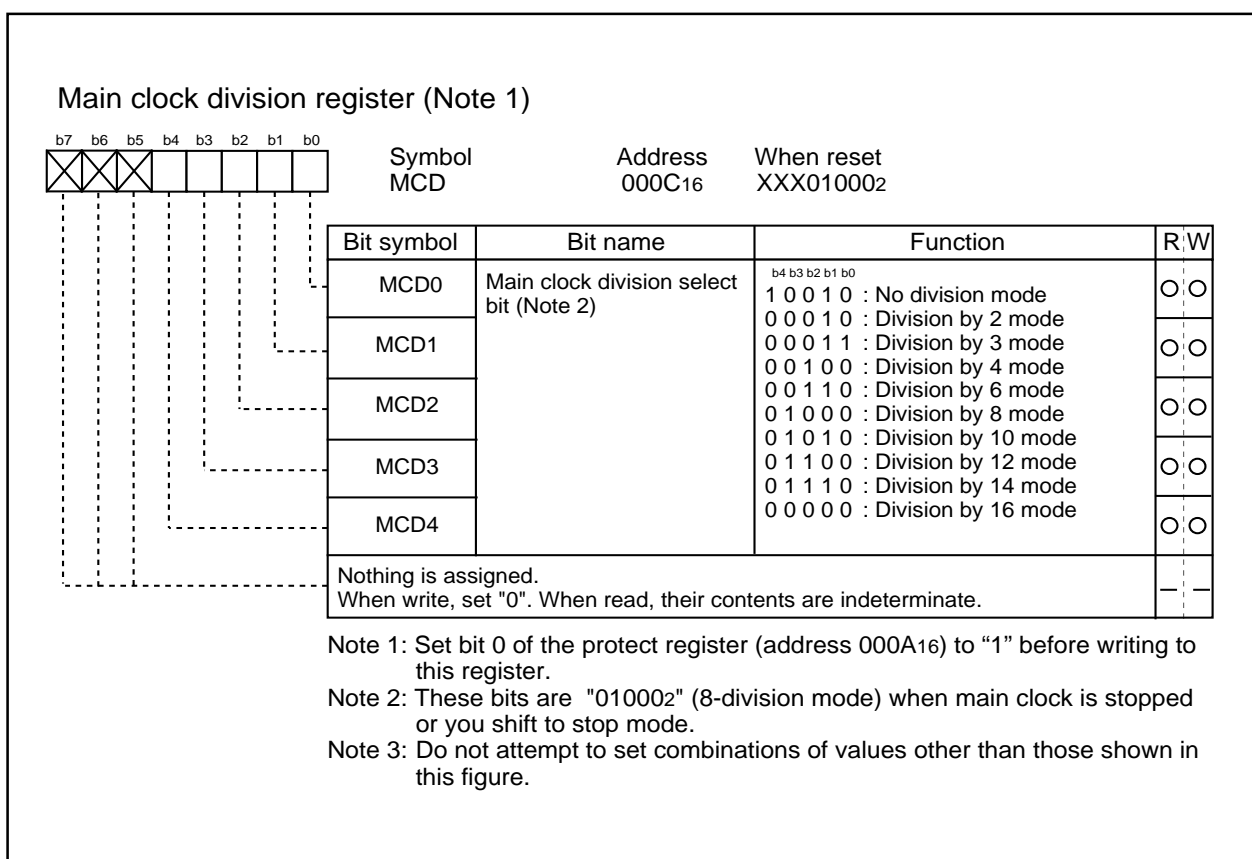 Main clock division register (Note 1)
b7 b6 b5 b4 b3 b2 b1 b0
Symbol Address When reset
MCD 000C16 XXX010002
Bit symbol Bit name Function R W
MCD0 Main clock division select
bit (Note 2)
b4 b3 b2 b1 b0
1 0 0 1 0 : No division mode
0 0 0 1 0 : Division by 2 mode
0 0 0 1 1 : Division by 3 mode
0 0 1 0 0 : Division by 4 mode
0 0 1 1 0 : Division by 6 mode
0 1 0 0 0 : Division by 8 mode
0 1 0 1 0 : Division by 10 mode
0 1 1 0 0 : Division by 12 mode
0 1 1 1 0 : Division by 14 mode
0 0 0 0 0 : Division by 16 mode
MCD1
MCD2
MCD3
MCD4
Nothing is assigned.
When write, set "0". When read, their contents are indeterminate.
Note 1: Set bit 0 of the protect register (address 000A16) to “1” before writing to
this register.
Note 2: These bits are "010002" (8-division mode) when main clock is stopped
or you shift to stop mode.
Note 3: Do not attempt to set combinations of values other than those shown in
this figure.